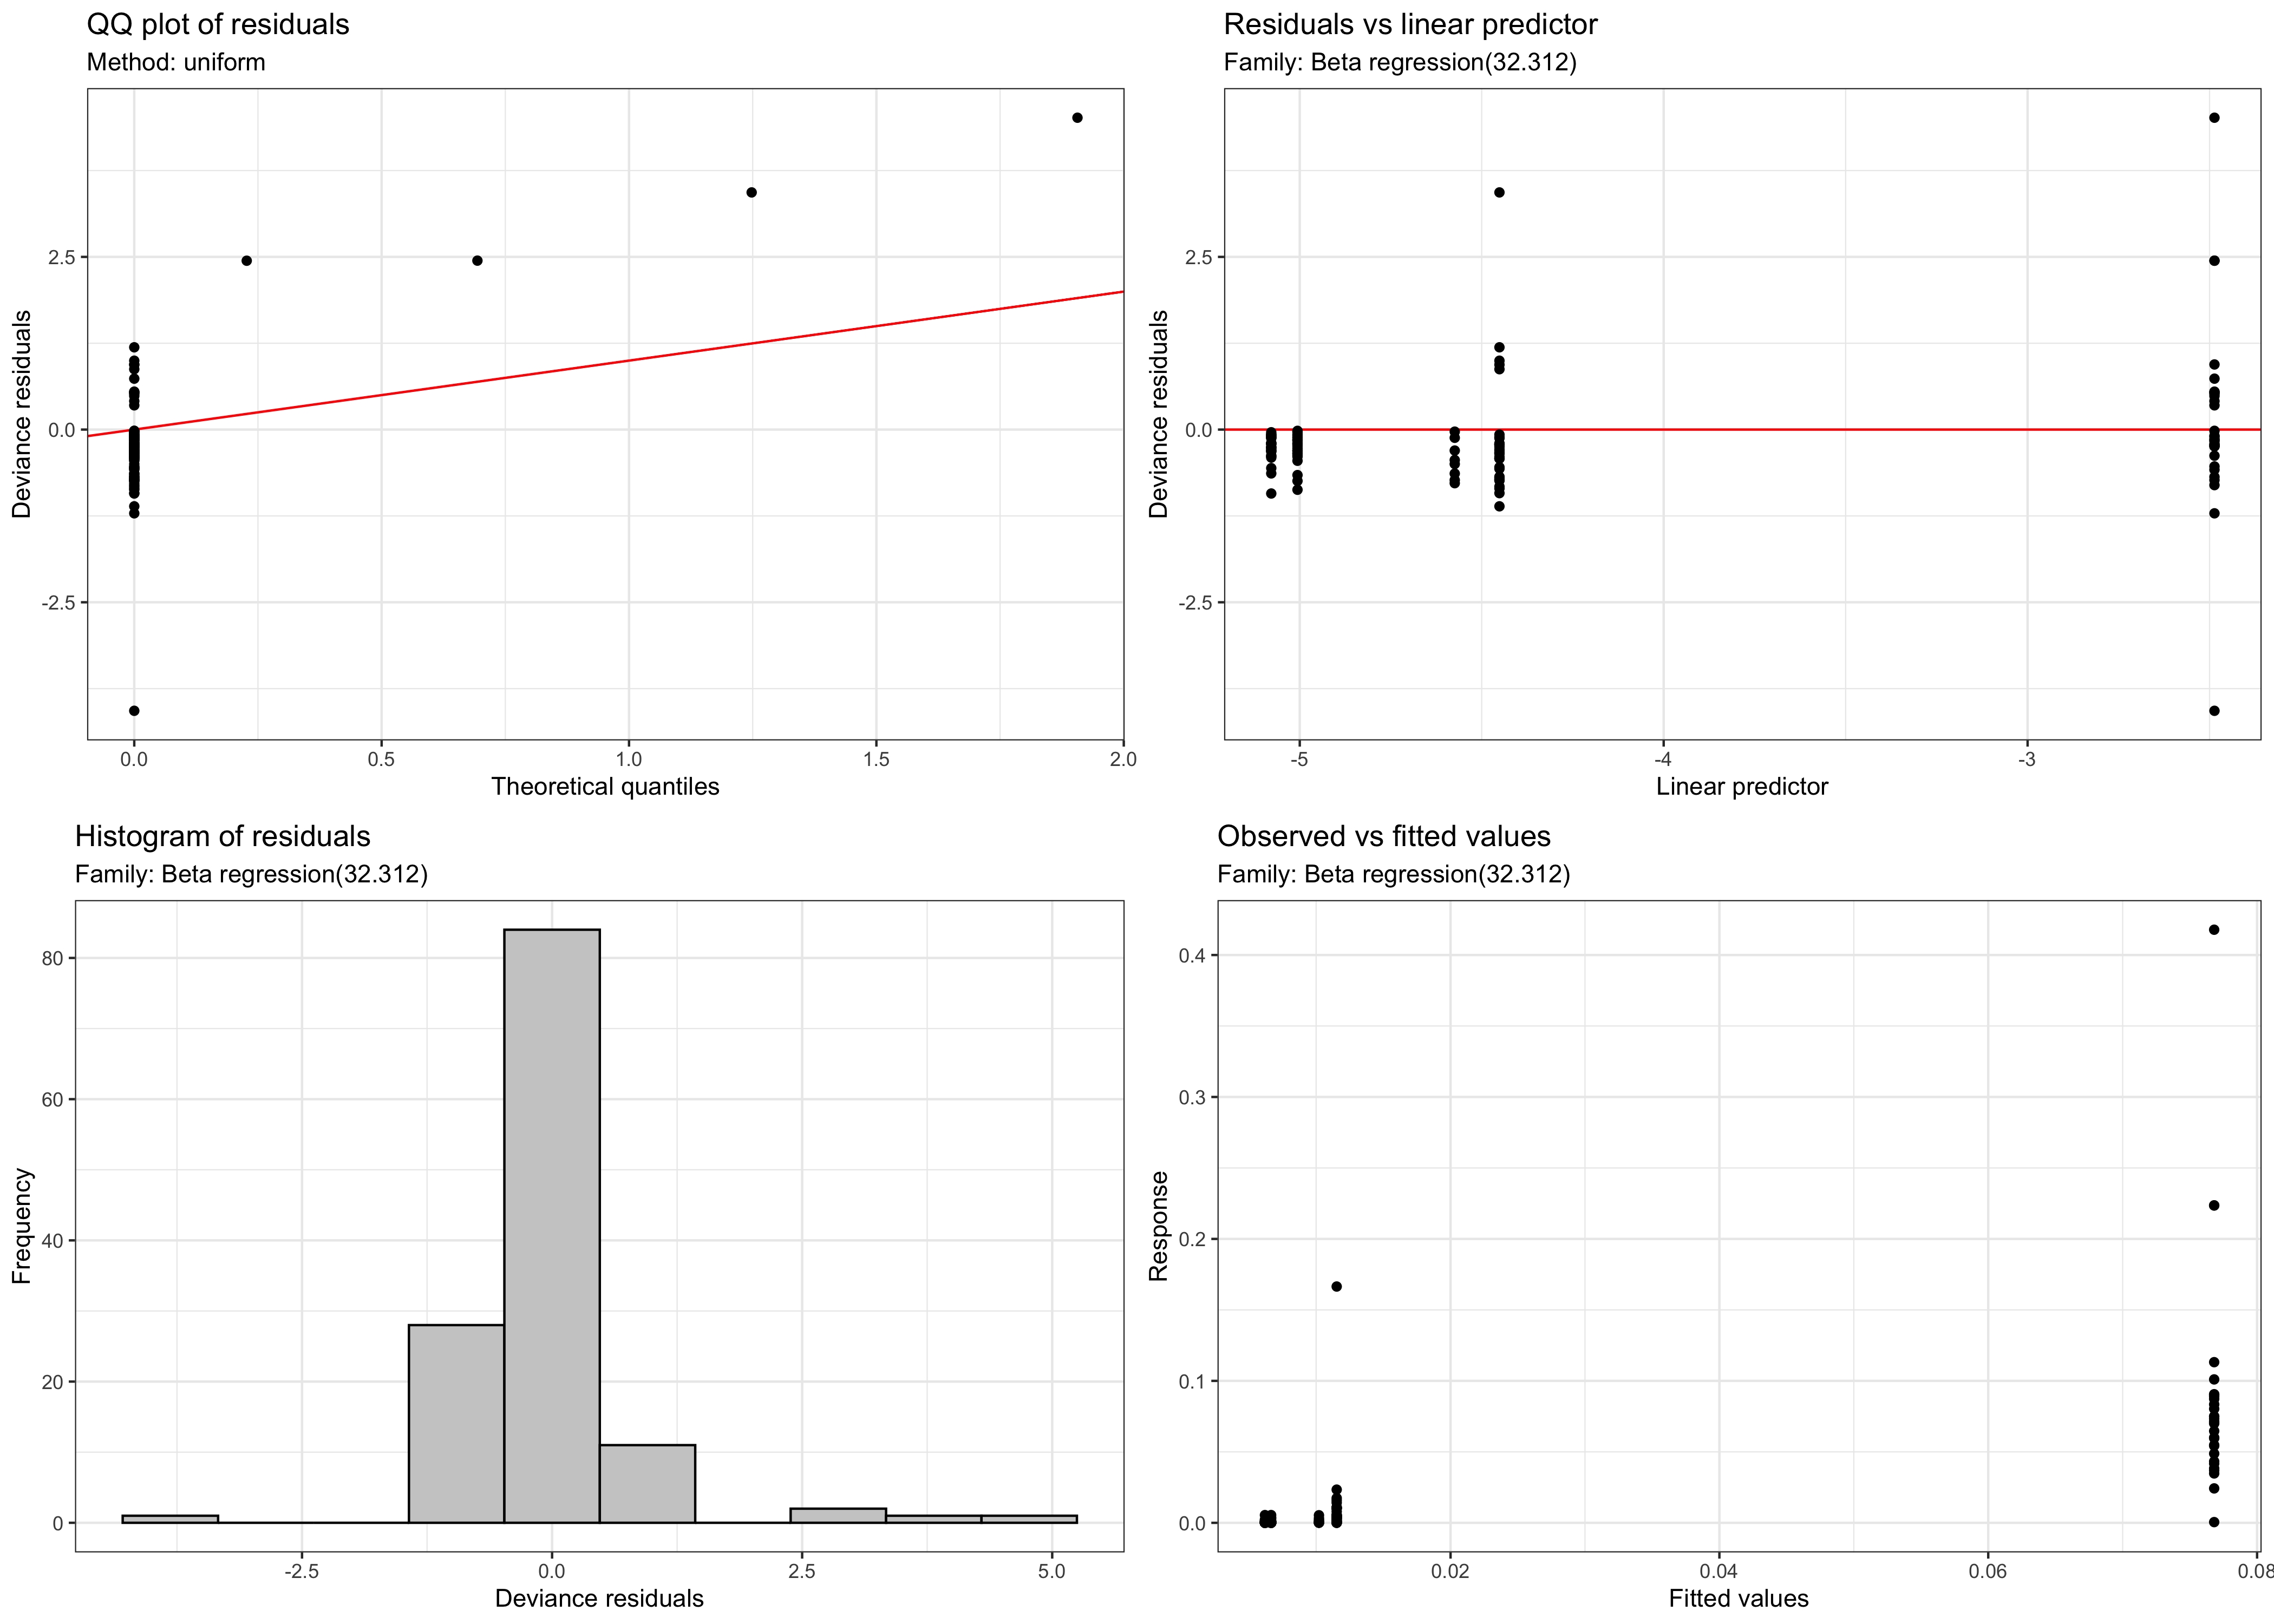 QQ plot of residuals
Method: uniform
Deviance residuals
2.5
0.0
-2.5
0.0
0.5
1.0
1.5
2.0
Theoretical quantiles
Residuals vs linear predictor
Family: Beta regression(32.312)
Deviance residuals
2.5
0.0
-2.5
-5
-4
-3
Linear predictor
Histogram of residuals
Family: Beta regression(32.312)
Frequency
80
60
40
20
0
-2.5
0.0
2.5
5.0
Deviance residuals
Observed vs fitted values
Family: Beta regression(32.312)
Response
0.4
0.3
0.2
0.1
0.0
0.02
0.04
0.06
0.08
Fitted values